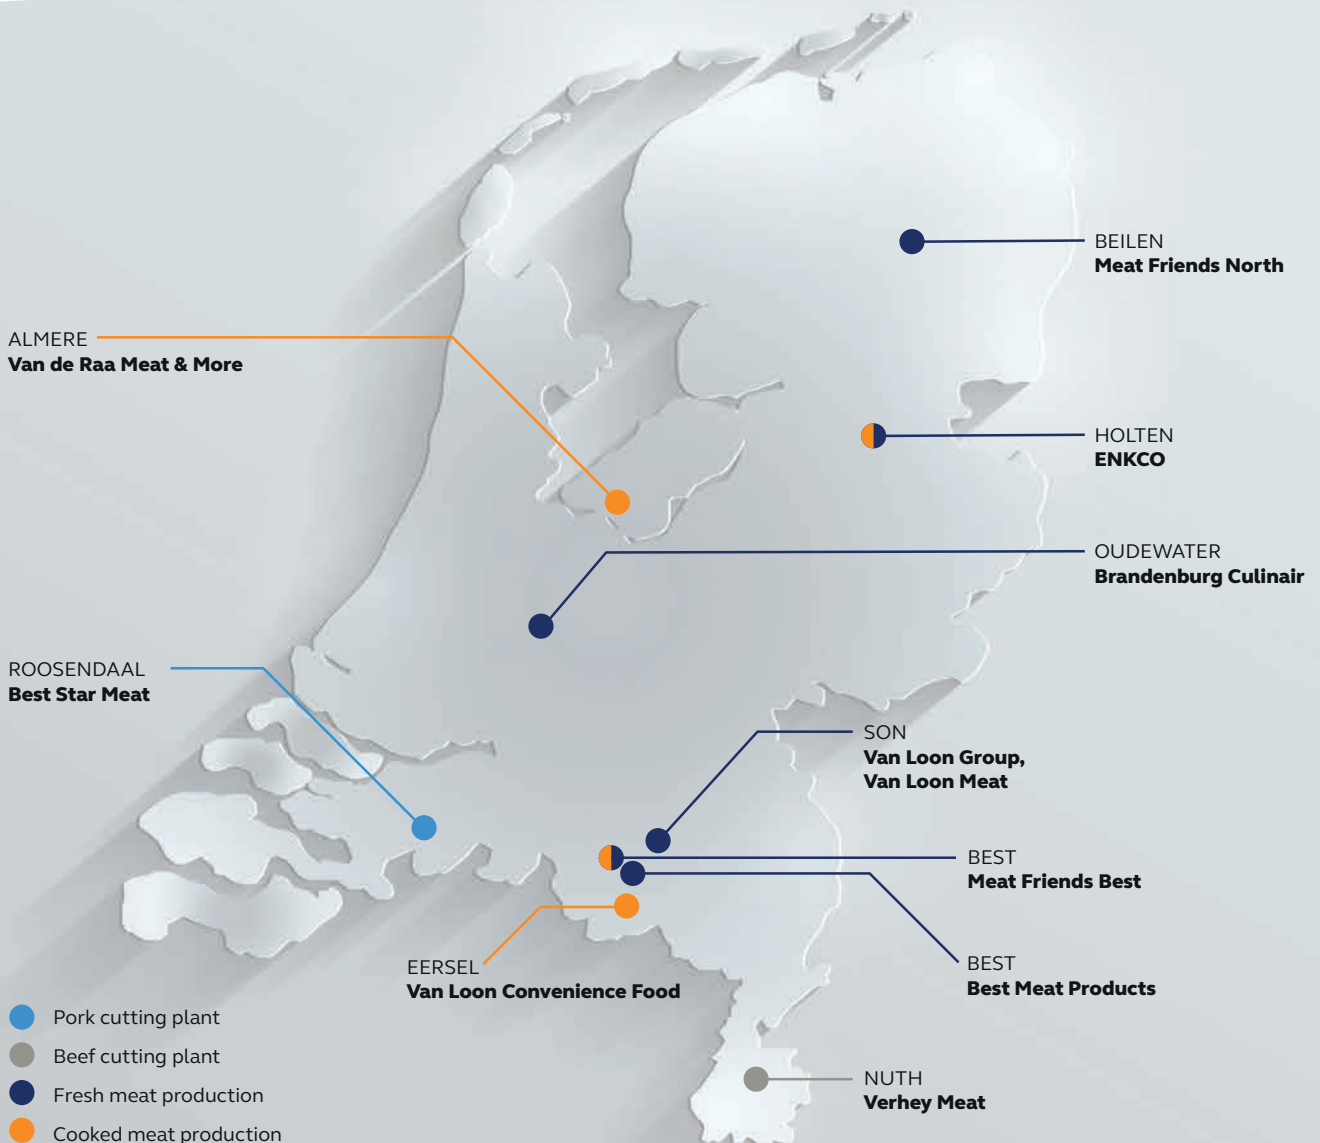 BEILEN
Meat Friends North
ALMERE
Van de Raa Meat & More
HOLTEN
ENKCO
OUDEWATER
Brandenburg Culinair
ROOSENDAAL
Best Star Meat
SON
Van Loon Group,
Van Loon Meat
BEST
Meat Friends Best
EERSEL
Van Loon Convenience Food
BEST
Best Meat Products
Pork cutting plant
Beef cutting plant
Fresh meat production
Cooked meat production
NUTH
Verhey Meat